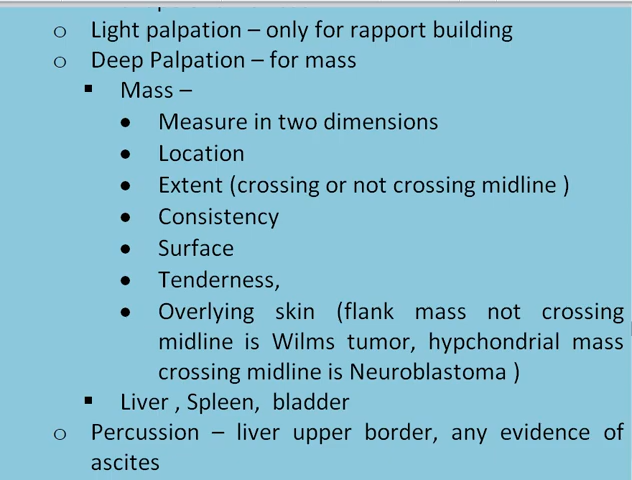 o Light palpation – only for rapport building
o Deep Palpation – for mass
▪ Mass –
• Measure in two dimensions
• Location
• Extent (crossing or not crossing midline )
• Consistency
• Surface
• Tenderness,
• Overlying skin (flank mass not crossing
midline is Wilms tumor, hypchondrial mass
crossing midline is Neuroblastoma )
▪ Liver , Spleen, bladder
o Percussion – liver upper border, any evidence of
ascites